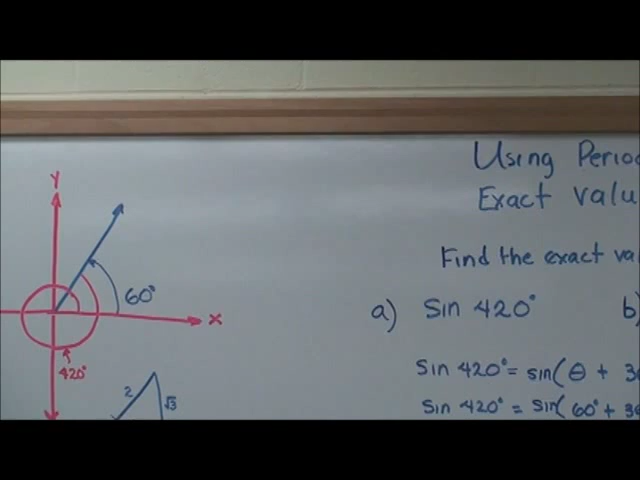 Using Perio
Exact valu
Find the exact va
a) Sin 420° b)
Sin 420° = sin(θ + 3
Sin 420° = sin(60° + 3
Y
60°
X
420°
2
√3